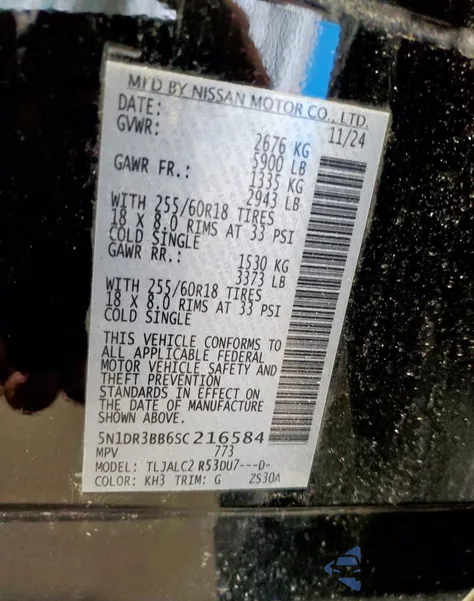 MFD BY NISSAN MOTOR CO., LTD.
DATE: 11/24
GVWR: 2676 KG
5900 LB
GAWR FR.: 1335 KG
2943 LB
WITH 255/60R18 TIRES
18 X 8.0 RIMS AT 33 PSI
COLD SINGLE
GAWR RR.: 1530 KG
3373 LB
WITH 255/60R18 TIRES
18 X 8.0 RIMS AT 33 PSI
COLD SINGLE
THIS VEHICLE CONFORMS TO
ALL APPLICABLE FEDERAL
MOTOR VEHICLE SAFETY AND
THEFT PREVENTION
STANDARDS IN EFFECT ON
THE DATE OF MANUFACTURE
SHOWN ABOVE.
5N1DR3BB6SC216584
MPV 773
MODEL: TLJALC2 R53DU7---D-
COLOR: KH3 TRIM: G ZS30A